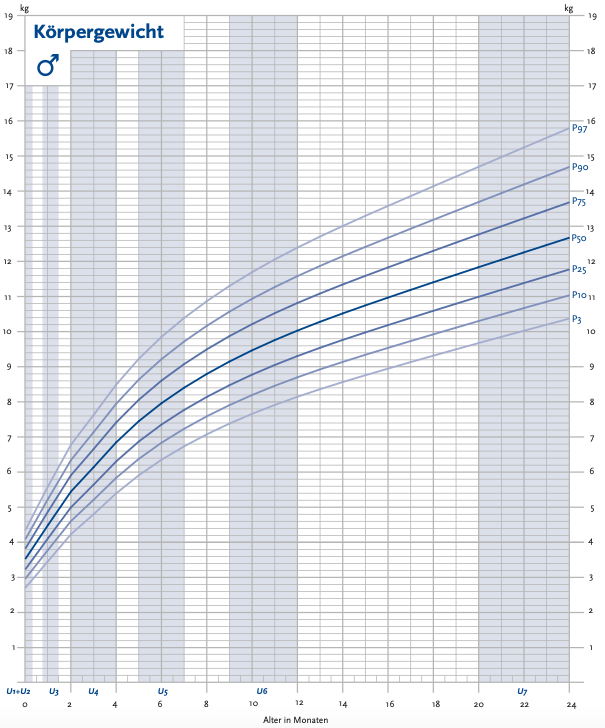 kg kg
19 19
Körpergewicht
18 18
17 17
16 16
P97
15 15
P90
14 14
P75
13 13
P50
12 12
P25
11 11
P10
P3
10 10
9 9
8 8
7 7
6 6
5 5
4 4
3 3
2 2
1 1
U1+U2 U3 U4 U5 U6 U7
0 2 4 6 8 10 12 14 16 18 20 22 24
Alter in Monaten